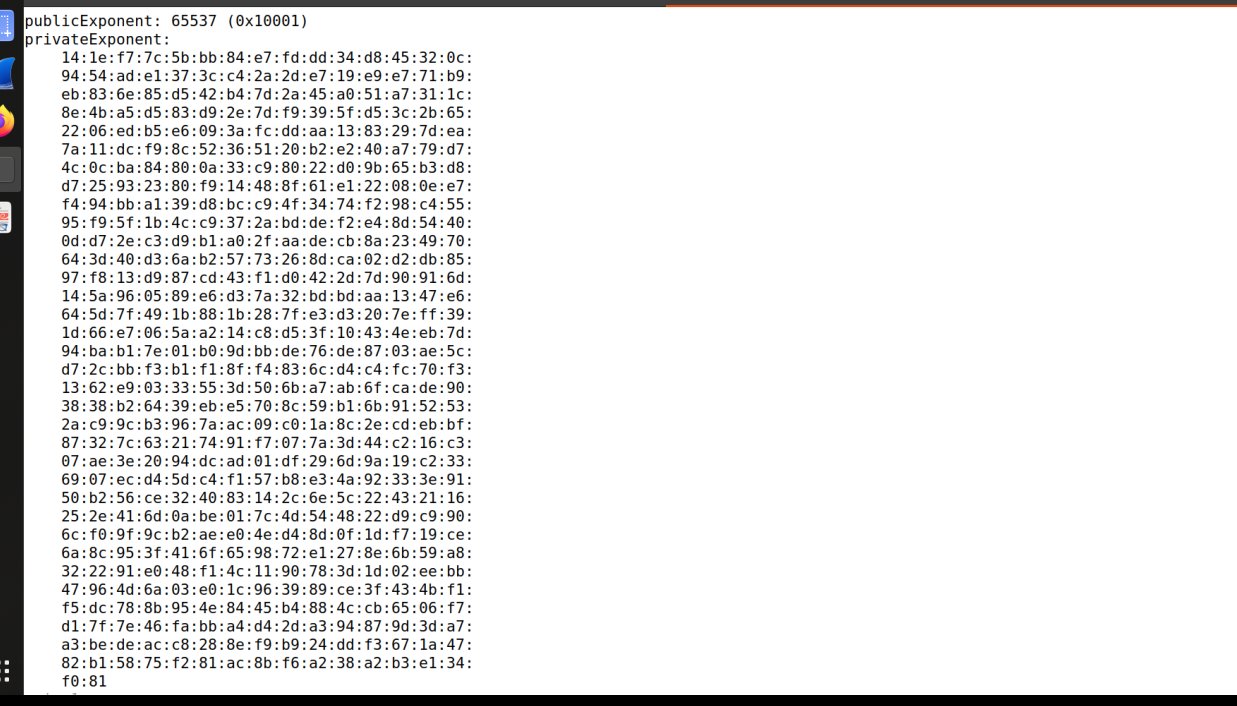 publicExponent: 65537 (0x10001)
privateExponent:
14:1e:f7:7c:5b:bb:84:e7:fd:dd:34:d8:45:32:0c:
94:54:ad:e1:37:3c:c4:2a:2d:e7:19:e9:e7:71:b9:
eb:83:6e:85:d5:42:b4:7d:2a:45:a0:51:a7:31:1c:
8e:4b:a5:d5:83:d9:2e:7d:f9:39:5f:d5:3c:2b:65:
22:06:ed:b5:e6:09:3a:fc:dd:aa:13:83:29:7d:ea:
7a:11:dc:f9:8c:52:36:51:20:b2:e2:40:a7:79:d7:
4c:0c:ba:84:80:0a:33:c9:80:22:d0:9b:65:b3:d8:
d7:25:93:23:80:f9:14:48:8f:61:e1:22:08:0e:e7:
f4:94:bb:a1:39:d8:bc:c9:4f:34:74:f2:98:c4:55:
95:f9:5f:1b:4c:c9:37:2a:bd:de:f2:e4:8d:54:40:
0d:d7:2e:c3:d9:b1:a0:2f:aa:de:cb:8a:23:49:70:
64:3d:40:d3:6a:b2:57:73:26:8d:ca:02:d2:db:85:
97:f8:13:d9:87:cd:43:f1:d0:42:2d:7d:90:91:6d:
14:5a:96:05:89:e6:d3:7a:32:bd:bd:aa:13:47:e6:
64:5d:7f:49:1b:88:1b:28:7f:e3:d3:20:7e:ff:39:
1d:66:e7:06:5a:a2:14:c8:d5:3f:10:43:4e:eb:7d:
94:ba:b1:7e:01:b0:9d:bb:de:76:de:87:03:ae:5c:
d7:2c:bb:f3:b1:f1:8f:f4:83:6c:d4:c4:fc:70:f3:
13:62:e9:03:33:55:3d:50:6b:a7:ab:6f:ca:de:90:
38:38:b2:64:39:eb:e5:70:8c:59:b1:6b:91:52:53:
2a:c9:9c:b3:96:7a:ac:09:c0:1a:8c:2e:cd:eb:bf:
87:32:7c:63:21:74:91:f7:07:7a:3d:44:c2:16:c3:
07:ae:3e:20:94:dc:ad:01:df:29:6d:9a:19:c2:33:
69:07:ec:d4:5d:c4:f1:57:b8:e3:4a:92:33:3e:91:
50:b2:56:ce:32:40:83:14:2c:6e:5c:22:43:21:16:
25:2e:41:6d:0a:be:01:7c:4d:54:48:22:d9:c9:90:
6c:f0:9f:9c:b2:ae:e0:4e:d4:8d:0f:1d:f7:19:ce:
6a:8c:95:3f:41:6f:65:98:72:e1:27:8e:6b:59:a8:
32:22:91:e0:48:f1:4c:11:90:78:3d:1d:02:ee:bb:
47:96:4d:6a:03:e0:1c:96:39:89:ce:3f:43:4b:f1:
f5:dc:78:8b:95:4e:84:45:b4:88:4c:cb:65:06:f7:
d1:7f:7e:46:fa:bb:a4:d4:2d:a3:94:87:9d:3d:a7:
a3:be:de:ac:c8:28:8e:f9:b9:24:dd:f3:67:1a:47:
82:b1:58:75:f2:81:ac:8b:f6:a2:38:a2:b3:e1:34:
f0:81